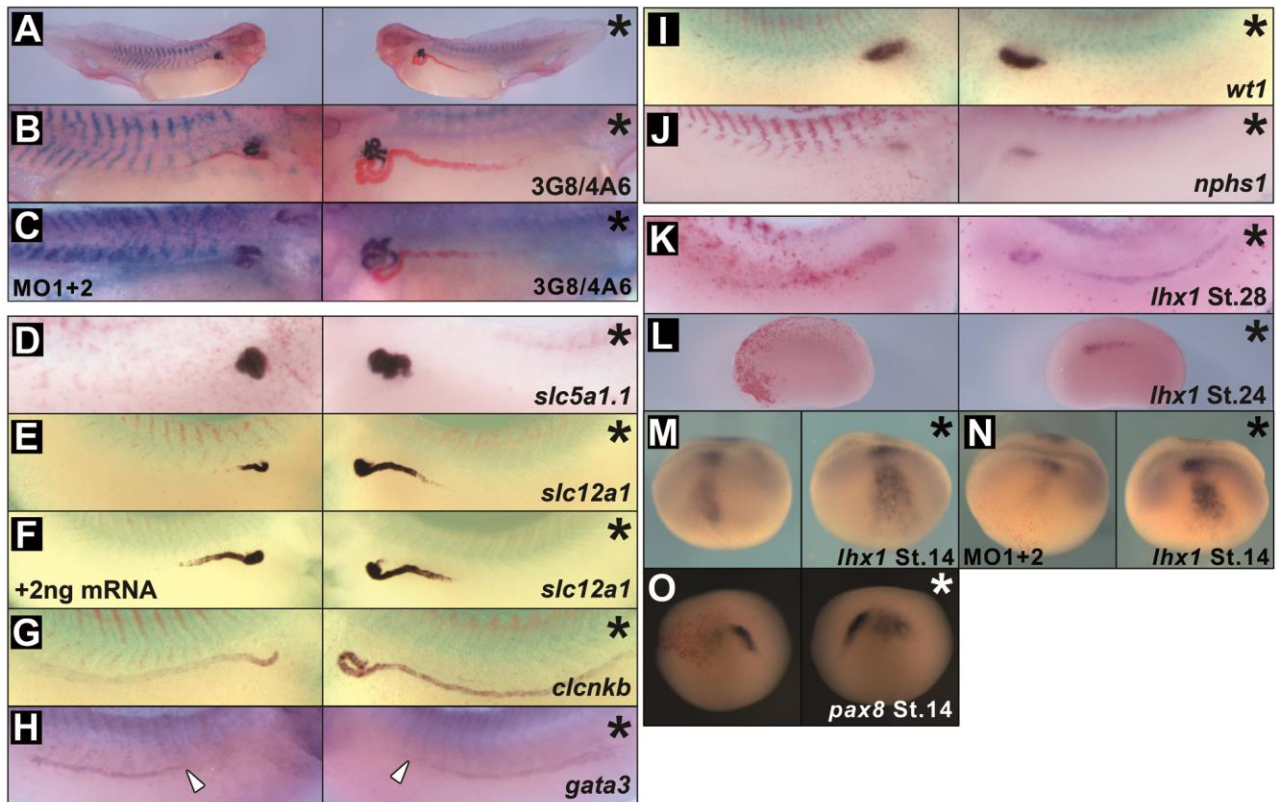 A
*
B
*
3G8/4A6
C
*
MO1+2
3G8/4A6
D
*
slc5a1.1
E
*
slc12a1
F
*
+2ng mRNA
slc12a1
G
*
clcnkb
H
*
gata3
I
*
wt1
J
*
nphs1
K
*
lhx1 St.28
L
*
lhx1 St.24
M
*
lhx1 St.14
N
*
MO1+2
lhx1 St.14
O
*
pax8 St.14